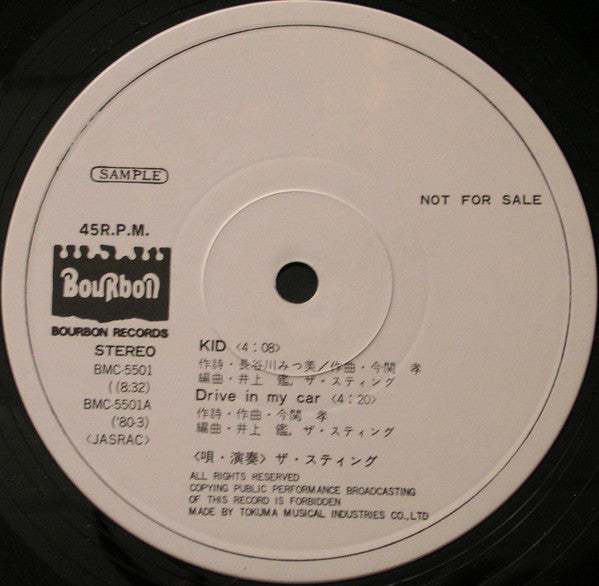 SAMPLE
NOT FOR SALE
45R.P.M.
BouRbon
BOURBON RECORDS
STEREO
BMC-5501
((8:32)
BMC-5501A
('80-3)
<JASRAC>
KID <4:08>
作詩・長谷川みつ美/作曲・今関 孝
編曲・井上 鑑, ザ・スティング
Drive in my car <4:20>
作詩・作曲・今関 孝
編曲・井上 鑑, ザ・スティング
〈唄・演奏〉ザ・スティング
ALL RIGHTS RESERVED
COPYING PUBLIC PERFORMANCE BROADCASTING
OF THIS RECORD IS FORBIDDEN
MADE BY TOKUMA MUSICAL INDUSTRIES CO.,LTD